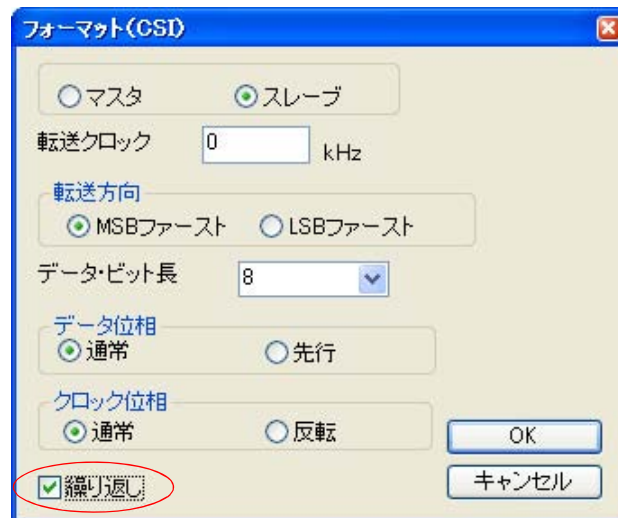 フォーマット(CSI)
マスタ スレーブ
転送クロック 0 kHz
転送方向
MSBファースト LSBファースト
データ・ビット長 8
データ位相
通常 先行
クロック位相
通常 反転
OK
繰り返し キャンセル